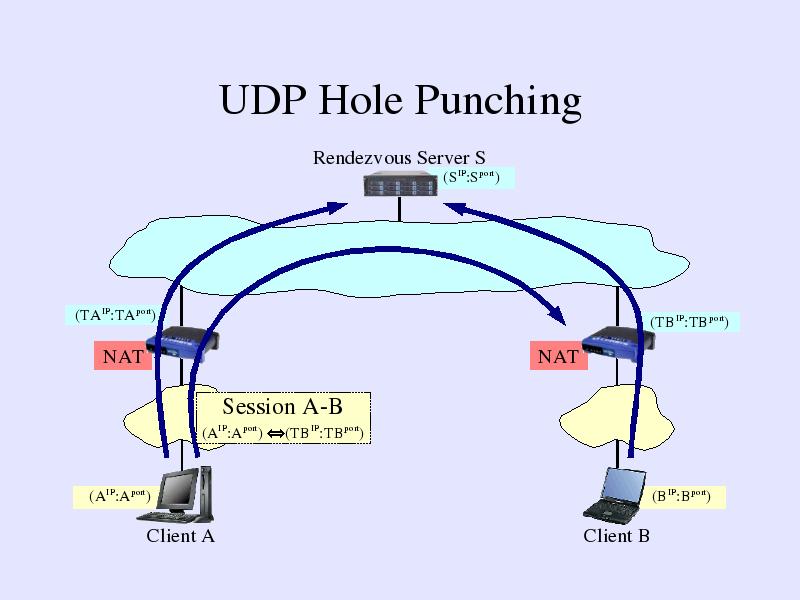 UDP Hole Punching
Rendezvous Server S
(S^IP:S^port)
(TA^IP:TA^port)
(TB^IP:TB^port)
NAT
NAT
Session A-B
(A^IP:A^port) ⇔ (TB^IP:TB^port)
(A^IP:A^port)
(B^IP:B^port)
Client A
Client B